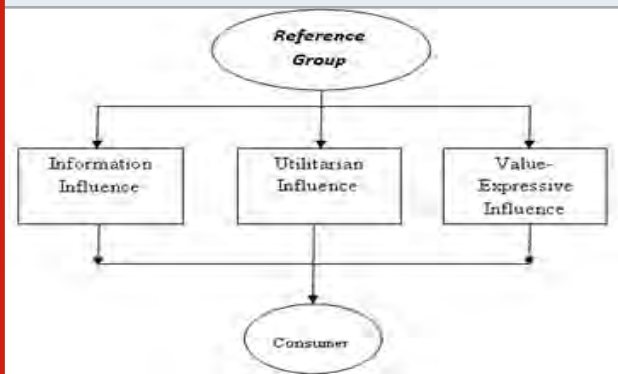 Reference
Group
Information
Influence
Utilitarian
Influence
Value-
Expressive
Influence
Consumer